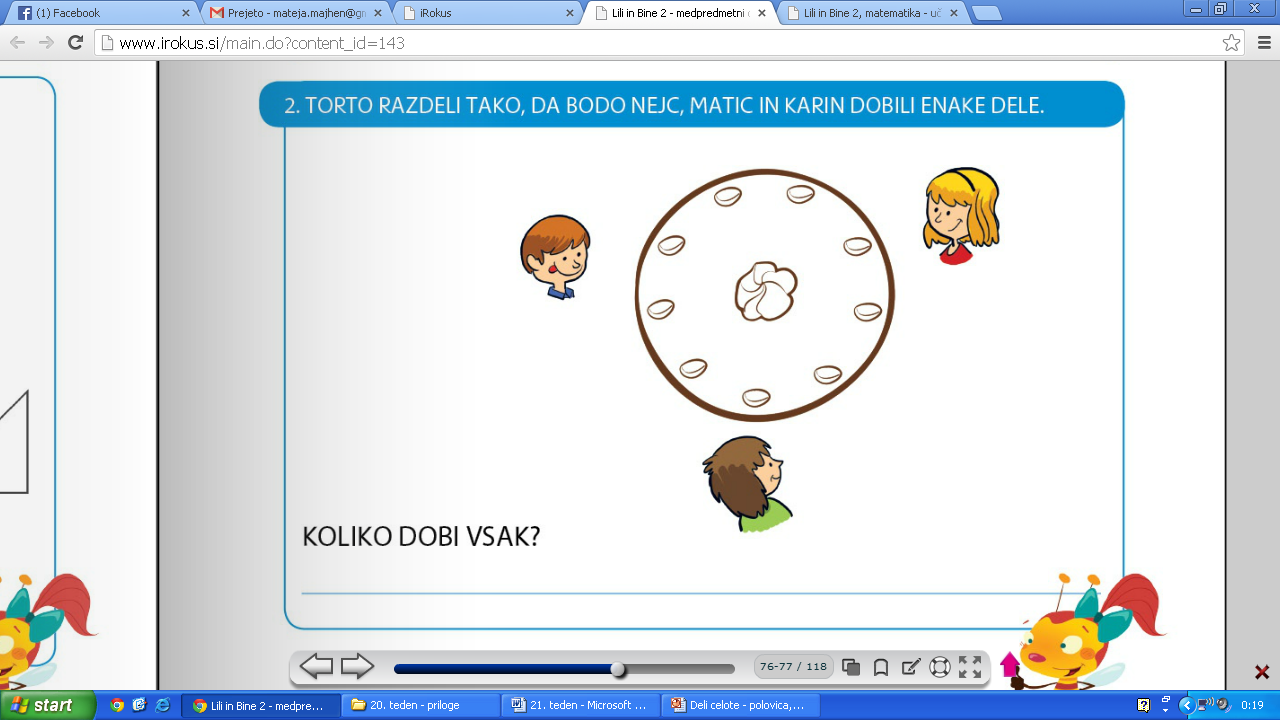 (1) Facebook
Prejeto - mateja.majhen@gn
iRokus
Lili in Bine 2 - medpredmetni
Lili in Bine 2, matematika - uč
www.irokus.si/main.do?content_id=143
2. TORTO RAZDELI TAKO, DA BODO NEJC, MATIC IN KARIN DOBILI ENAKE DELE.
KOLIKO DOBI VSAK?
76-77 / 118
start
Lili in Bine 2 - medpre...
20. teden - priloge
21. teden - Microsoft ...
Deli celote - polovica,...
0:19